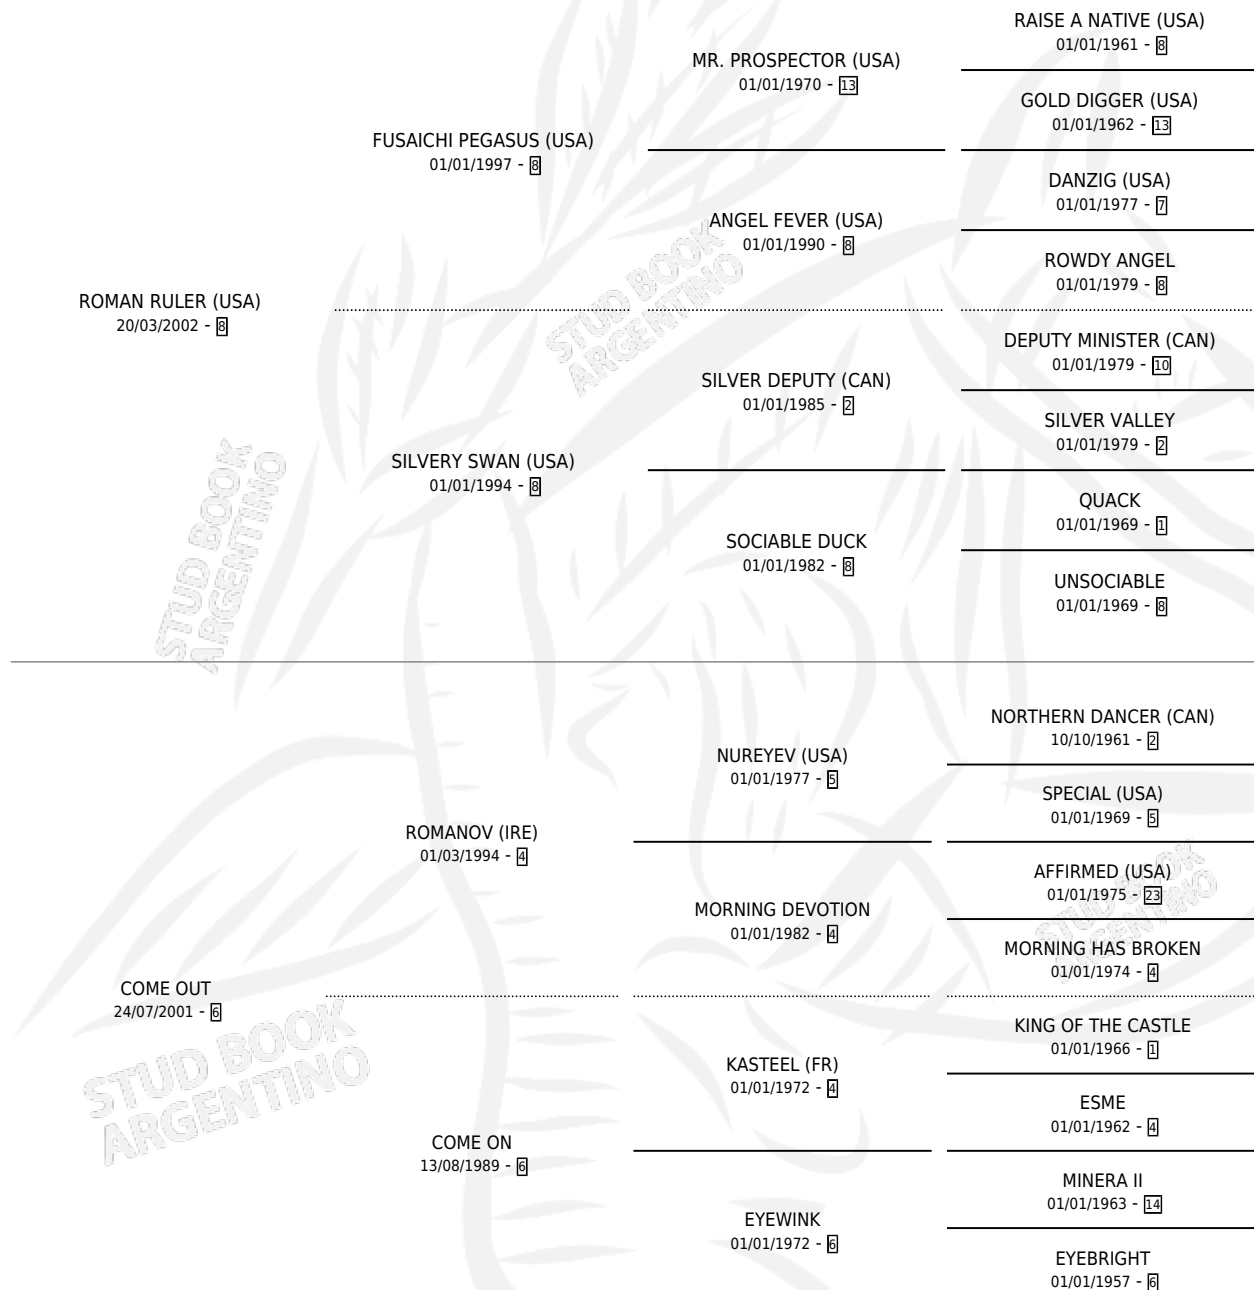 RAISE A NATIVE (USA)
01/01/1961 - 8
MR. PROSPECTOR (USA)
01/01/1970 - 13
GOLD DIGGER (USA)
01/01/1962 - 13
FUSAICHI PEGASUS (USA)
01/01/1997 - 8
DANZIG (USA)
01/01/1977 - 7
ANGEL FEVER (USA)
01/01/1990 - 8
ROWDY ANGEL
01/01/1979 - 8
ROMAN RULER (USA)
20/03/2002 - 8
STUD BOOK
ARGENTINO
DEPUTY MINISTER (CAN)
01/01/1979 - 10
SILVER DEPUTY (CAN)
01/01/1985 - 2
SILVER VALLEY
01/01/1979 - 2
SILVERY SWAN (USA)
01/01/1994 - 8
QUACK
01/01/1969 - 1
SOCIABLE DUCK
01/01/1982 - 8
UNSOCIABLE
01/01/1969 - 8
STUD BOOK
ARGENTINO
NORTHERN DANCER (CAN)
10/10/1961 - 2
NUREYEV (USA)
01/01/1977 - 5
SPECIAL (USA)
01/01/1969 - 5
ROMANOV (IRE)
01/03/1994 - 4
AFFIRMED (USA)
01/01/1975 - 23
MORNING DEVOTION
01/01/1982 - 4
MORNING HAS BROKEN
01/01/1974 - 4
STUD BOOK
ARGENTINO
COME OUT
24/07/2001 - 6
KING OF THE CASTLE
01/01/1966 - 1
KASTEEL (FR)
01/01/1972 - 4
ESME
01/01/1962 - 4
STUD BOOK
ARGENTINO
COME ON
13/08/1989 - 6
MINERA II
01/01/1963 - 14
EYEWINK
01/01/1972 - 6
EYEBRIGHT
01/01/1957 - 6